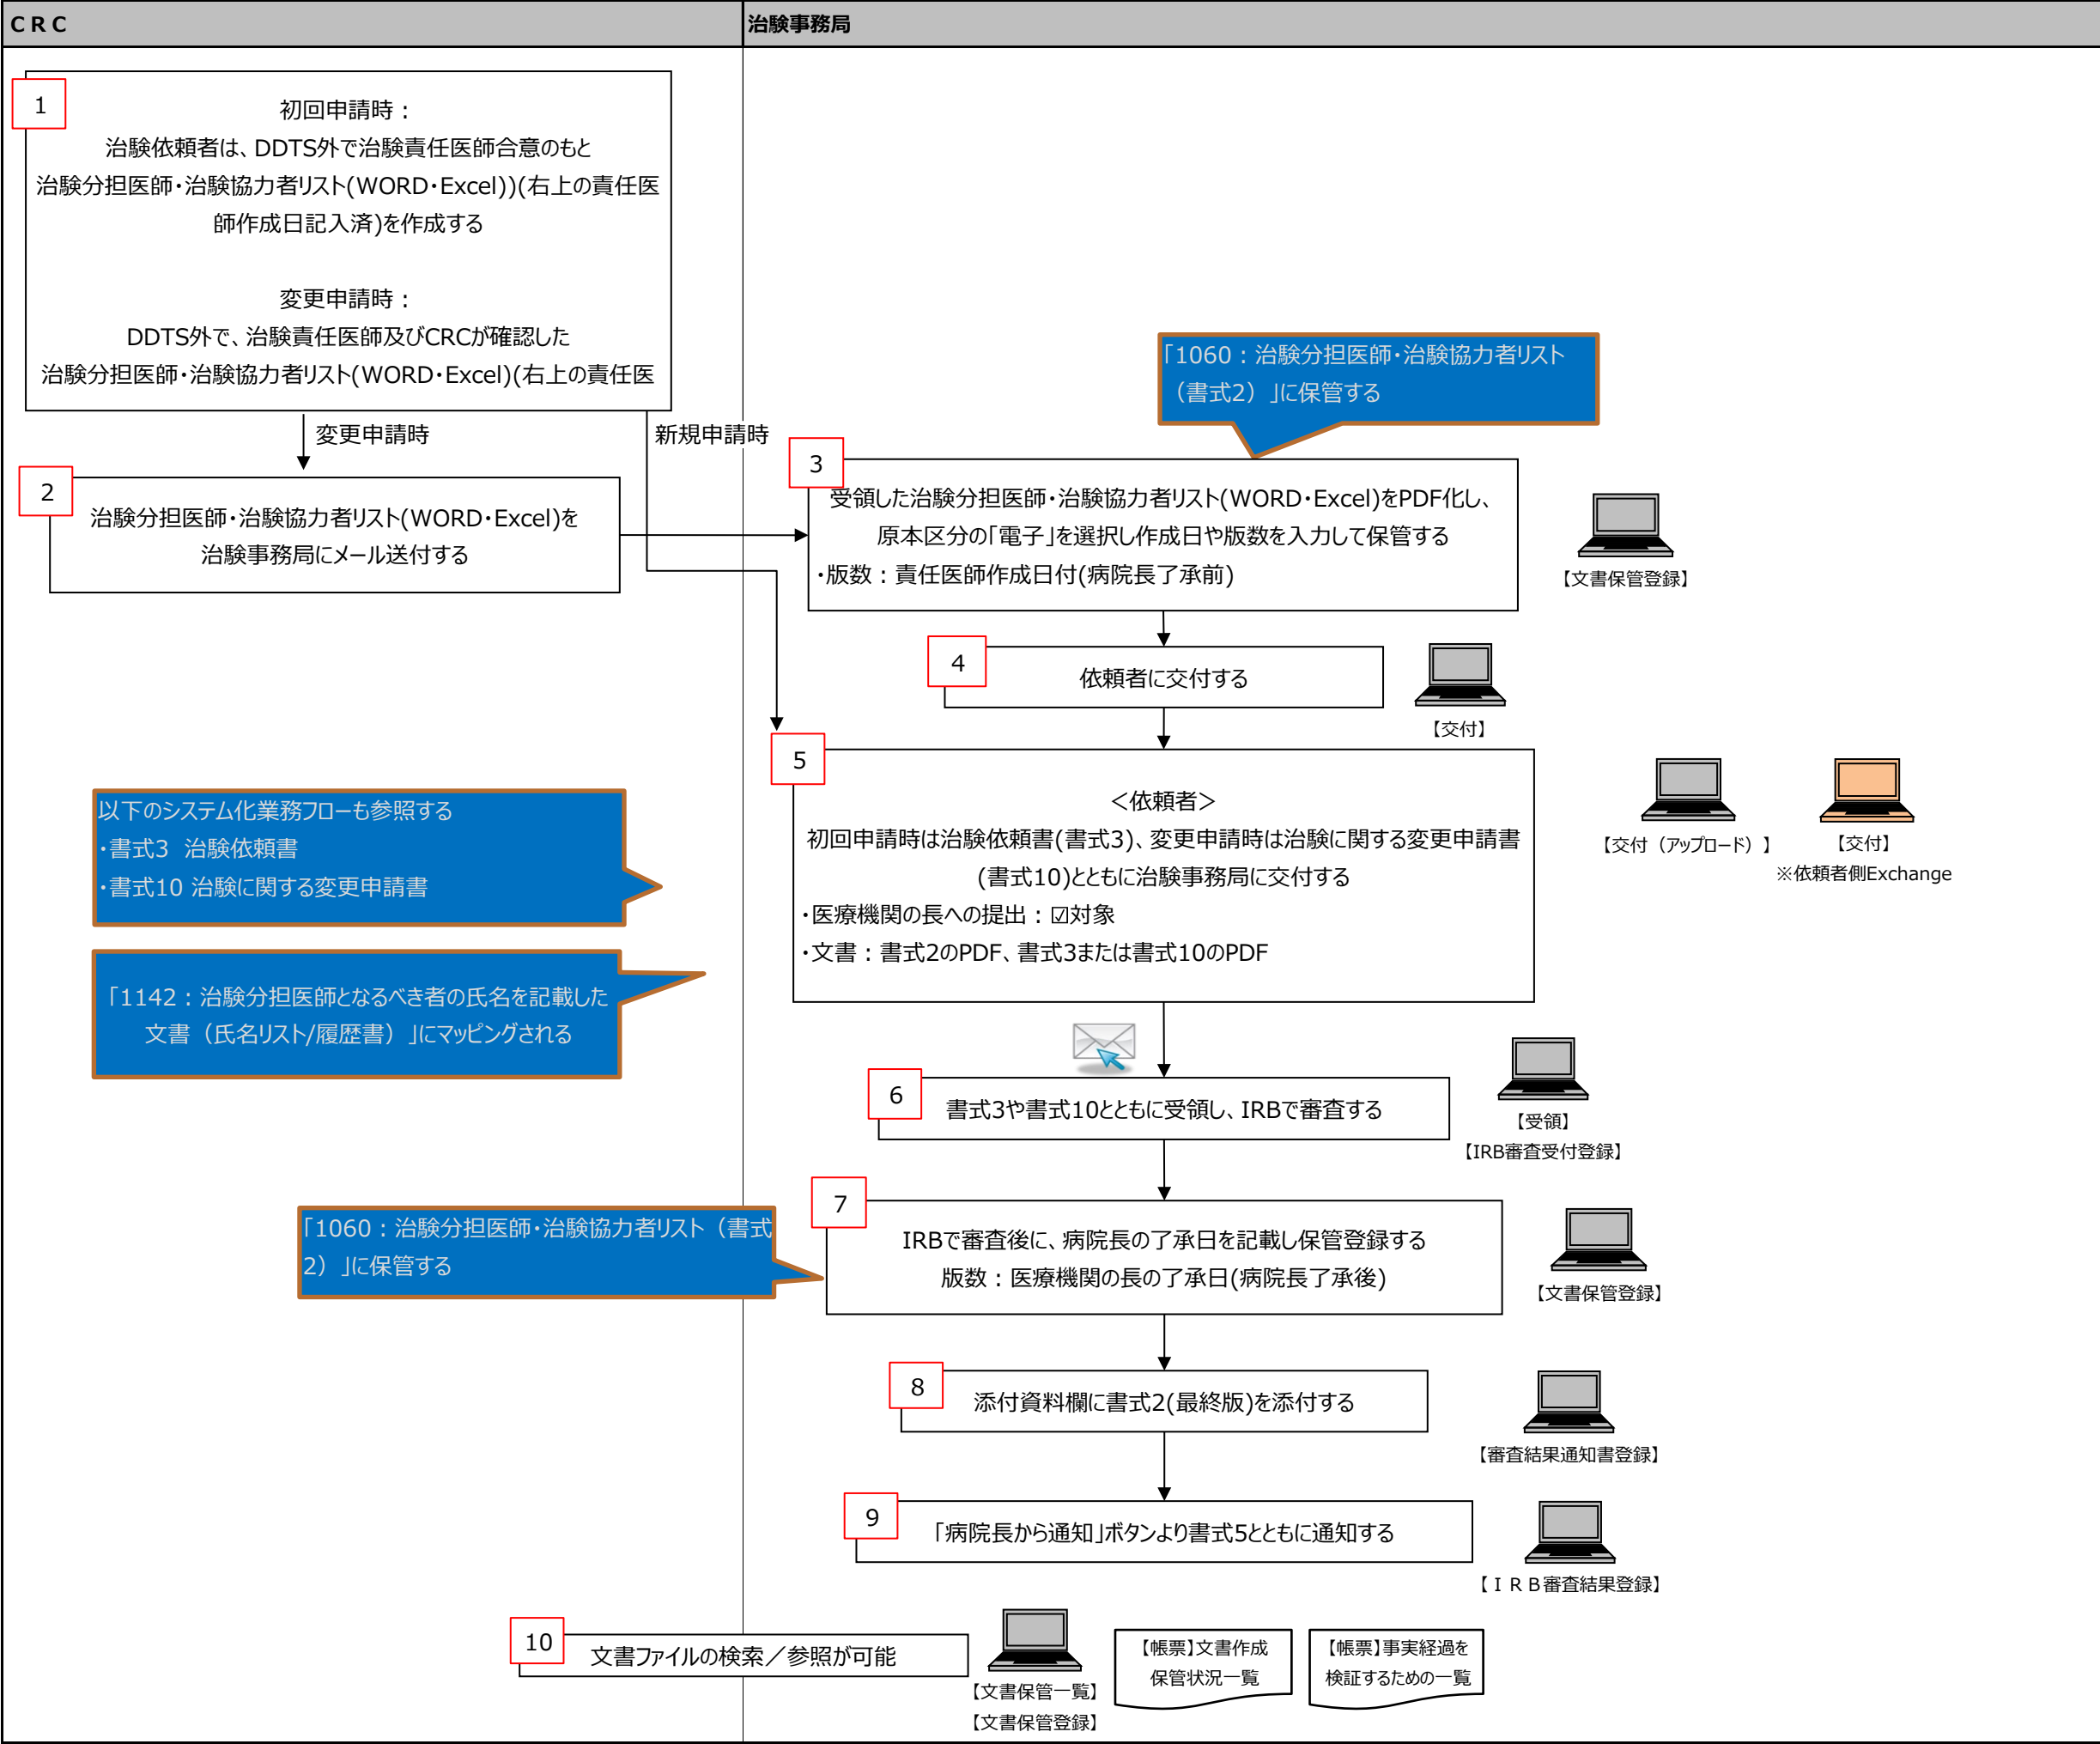 ＣＲＣ
治験事務局
1
初回申請時：
治験依頼者は、DDTS外で治験責任医師合意のもと
治験分担医師・治験協力者リスト(WORD・Excel))(右上の責任医
師作成日記入済)を作成する
変更申請時：
DDTS外で、治験責任医師及びCRCが確認した
治験分担医師・治験協力者リスト(WORD・Excel)(右上の責任医
変更申請時
新規申請時
2
治験分担医師・治験協力者リスト(WORD・Excel)を
治験事務局にメール送付する
「1060：治験分担医師・治験協力者リスト
（書式2）」に保管する
3
受領した治験分担医師・治験協力者リスト(WORD・Excel)をPDF化し、
原本区分の「電子」を選択し作成日や版数を入力して保管する
・版数：責任医師作成日付(病院長了承前)
【文書保管登録】
4
依頼者に交付する
【交付】
5
＜依頼者＞
初回申請時は治験依頼書(書式3)、変更申請時は治験に関する変更申請書
(書式10)とともに治験事務局に交付する
・医療機関の長への提出：☑対象
・文書：書式2のPDF、書式3または書式10のPDF
【交付（アップロード）】
【交付】
※依頼者側Exchange
以下のシステム化業務フローも参照する
・書式3 治験依頼書
・書式10 治験に関する変更申請書
「1142：治験分担医師となるべき者の氏名を記載した
文書（氏名リスト/履歴書）」にマッピングされる
6
書式3や書式10とともに受領し、IRBで審査する
【受領】
【IRB審査受付登録】
7
IRBで審査後に、病院長の了承日を記載し保管登録する
版数：医療機関の長の了承日(病院長了承後)
【文書保管登録】
「1060：治験分担医師・治験協力者リスト（書式
2）」に保管する
8
添付資料欄に書式2(最終版)を添付する
【審査結果通知書登録】
9
「病院長から通知」ボタンより書式5とともに通知する
【ＩＲＢ審査結果登録】
10
文書ファイルの検索／参照が可能
【文書保管一覧】
【文書保管登録】
【帳票】文書作成
保管状況一覧
【帳票】事実経過を
検証するための一覧